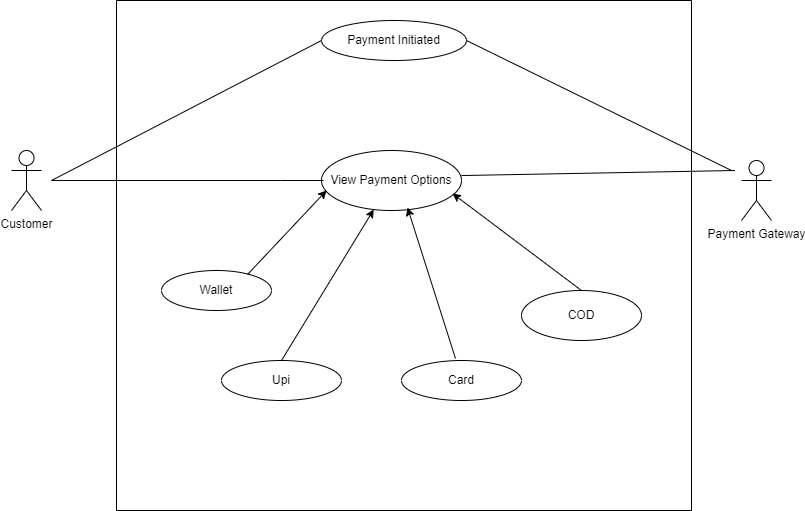 Payment Initiated
View Payment Options
Customer
Payment Gateway
Wallet
COD
Upi
Card